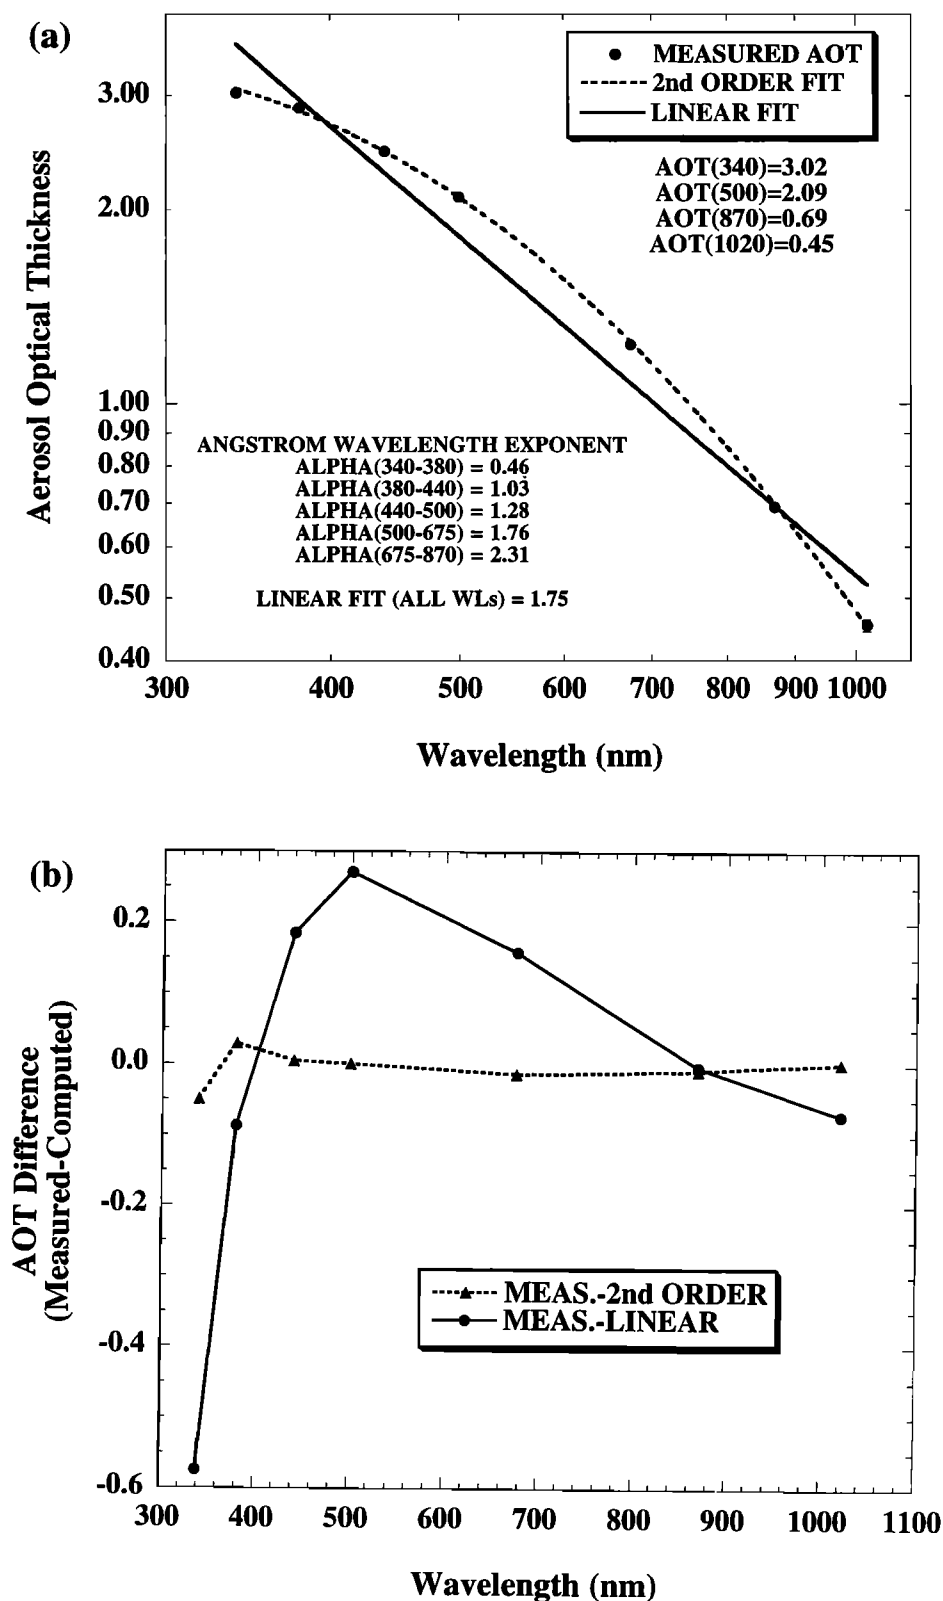 (a)
MEASURED AOT
2nd ORDER FIT
LINEAR FIT
AOT(340)=3.02
AOT(500)=2.09
AOT(870)=0.69
AOT(1020)=0.45
Aerosol Optical Thickness
3.00
2.00
1.00
0.90
0.80
0.70
0.60
0.50
0.40
ANGSTROM WAVELENGTH EXPONENT
ALPHA(340-380) = 0.46
ALPHA(380-440) = 1.03
ALPHA(440-500) = 1.28
ALPHA(500-675) = 1.76
ALPHA(675-870) = 2.31
LINEAR FIT (ALL WLs) = 1.75
300 400 500 600 700 800 900 1000
Wavelength (nm)
(b)
AOT Difference
(Measured-Computed)
0.2
0.0
-0.2
-0.4
-0.6
MEAS.-2nd ORDER
MEAS.-LINEAR
300 400 500 600 700 800 900 1000 1100
Wavelength (nm)